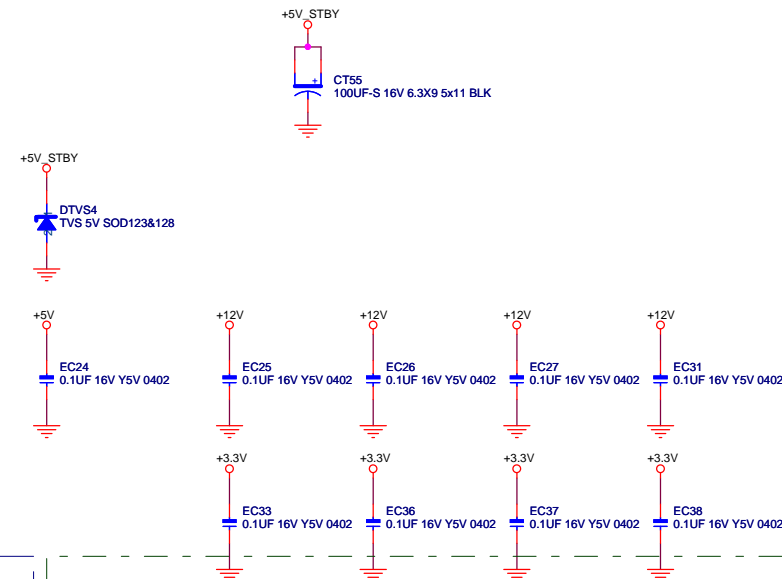 +5V_STBY
CT55
100UF-S 16V 6.3X9 5x11 BLK
+5V_STBY
DTVS4
TVS 5V SOD123&128
+5V
+12V
+12V
+12V
+12V
EC24
0.1UF 16V Y5V 0402
EC25
0.1UF 16V Y5V 0402
EC26
0.1UF 16V Y5V 0402
EC27
0.1UF 16V Y5V 0402
EC31
0.1UF 16V Y5V 0402
+3.3V
+3.3V
+3.3V
+3.3V
EC33
0.1UF 16V Y5V 0402
EC36
0.1UF 16V Y5V 0402
EC37
0.1UF 16V Y5V 0402
EC38
0.1UF 16V Y5V 0402